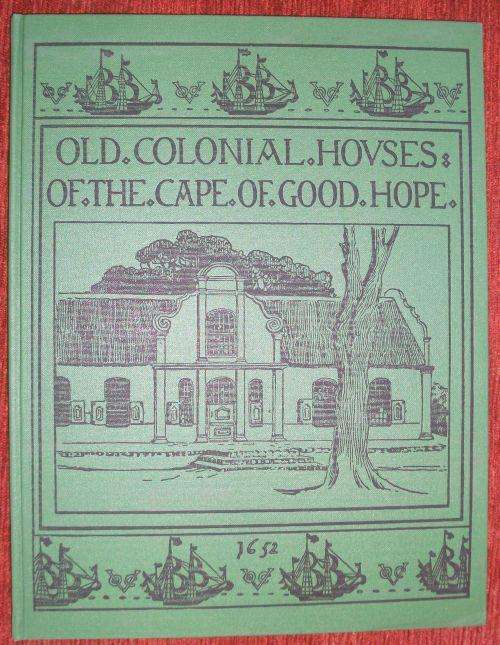 OLD. COLONIAL. HOVSES:
OF. THE. CAPE. OF. GOOD. HOPE.
1652